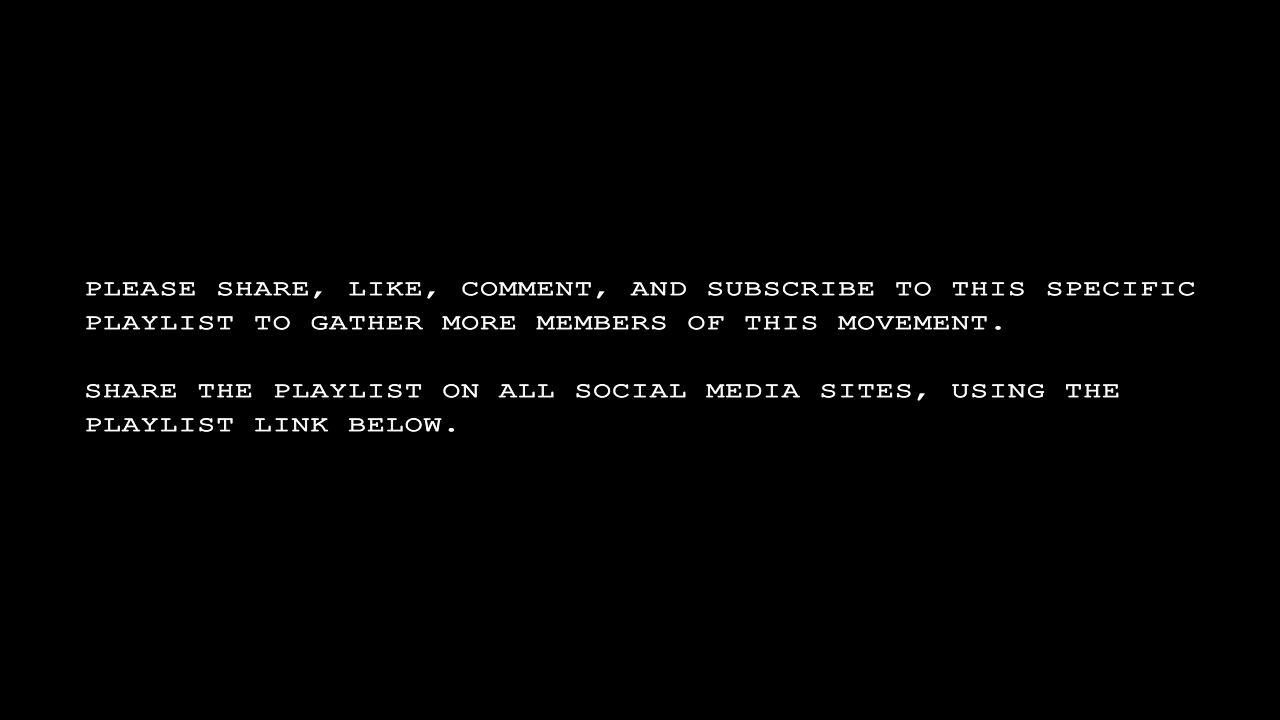 PLEASE SHARE, LIKE, COMMENT, AND SUBSCRIBE TO THIS SPECIFIC
PLAYLIST TO GATHER MORE MEMBERS OF THIS MOVEMENT.
SHARE THE PLAYLIST ON ALL SOCIAL MEDIA SITES, USING THE
PLAYLIST LINK BELOW.